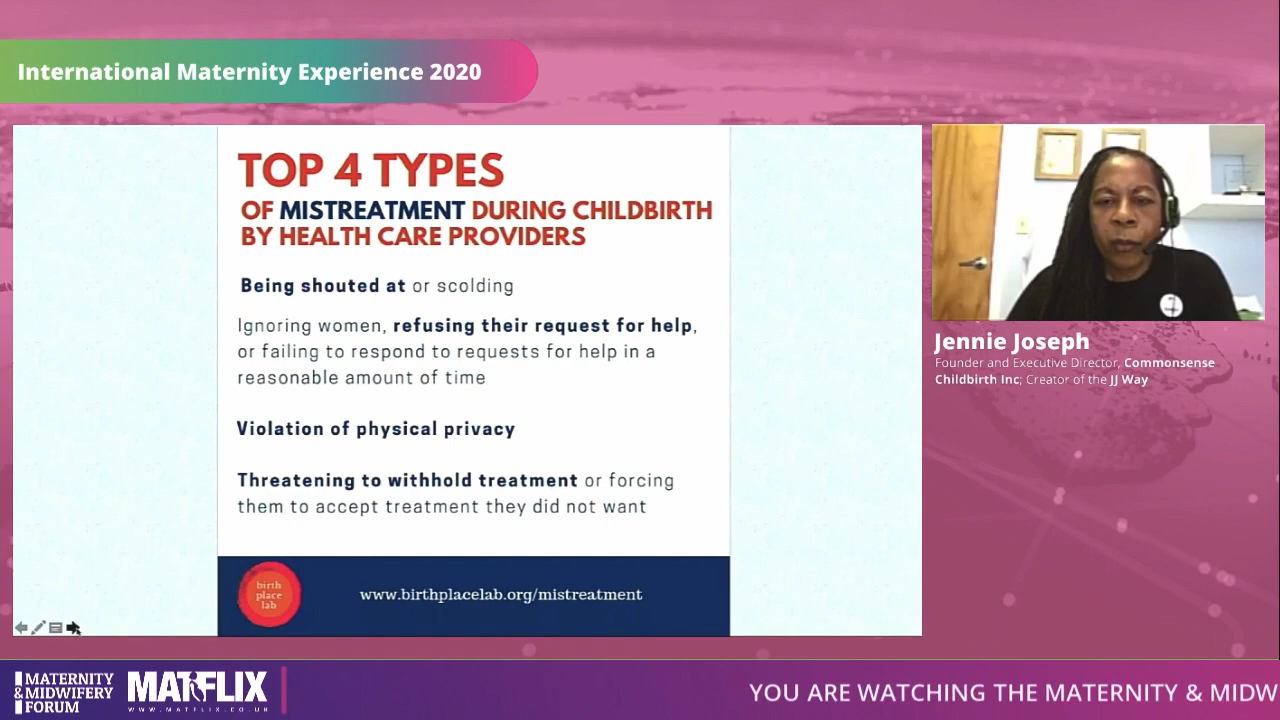 International Maternity Experience 2020
TOP 4 TYPES
OF MISTREATMENT DURING CHILDBIRTH
BY HEALTH CARE PROVIDERS
Being shouted at or scolding
Ignoring women, refusing their request for help,
or failing to respond to requests for help in a
reasonable amount of time
Violation of physical privacy
Threatening to withhold treatment or forcing
them to accept treatment they did not want
birth
place
lab
www.birthplacelab.org/mistreatment
Jennie Joseph
Founder and Executive Director, Commonsense
Childbirth Inc; Creator of the JJ Way
MATERNITY
&MIDWIFERY
FORUM
MATFLIX
WWW.MATFLIX.CO.UK
YOU ARE WATCHING THE MATERNITY & MIDW